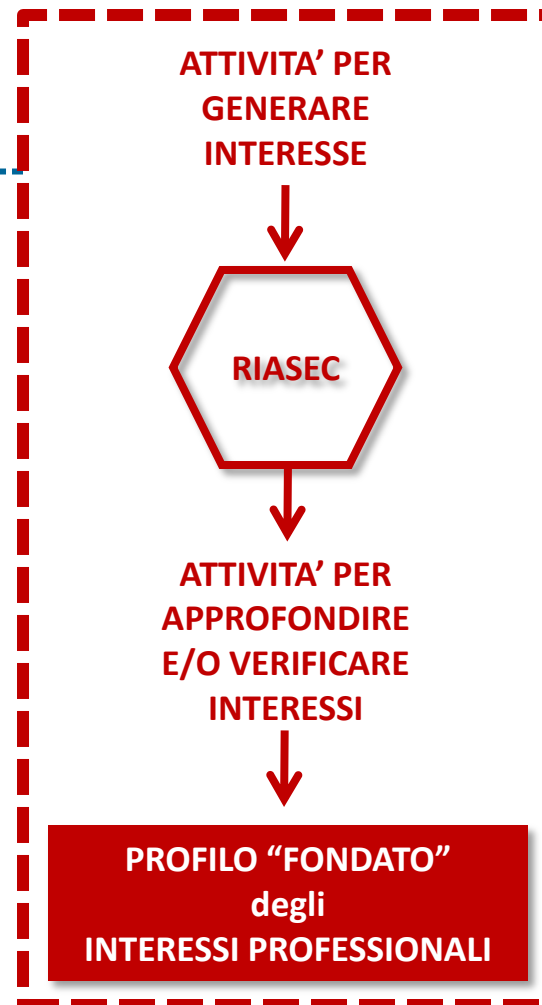 ATTIVITA’ PER
GENERARE
INTERESSE
RIASEC
ATTIVITA’ PER
APPROFONDIRE
E/O VERIFICARE
INTERESSI
PROFILO “FONDATO”
degli
INTERESSI PROFESSIONALI